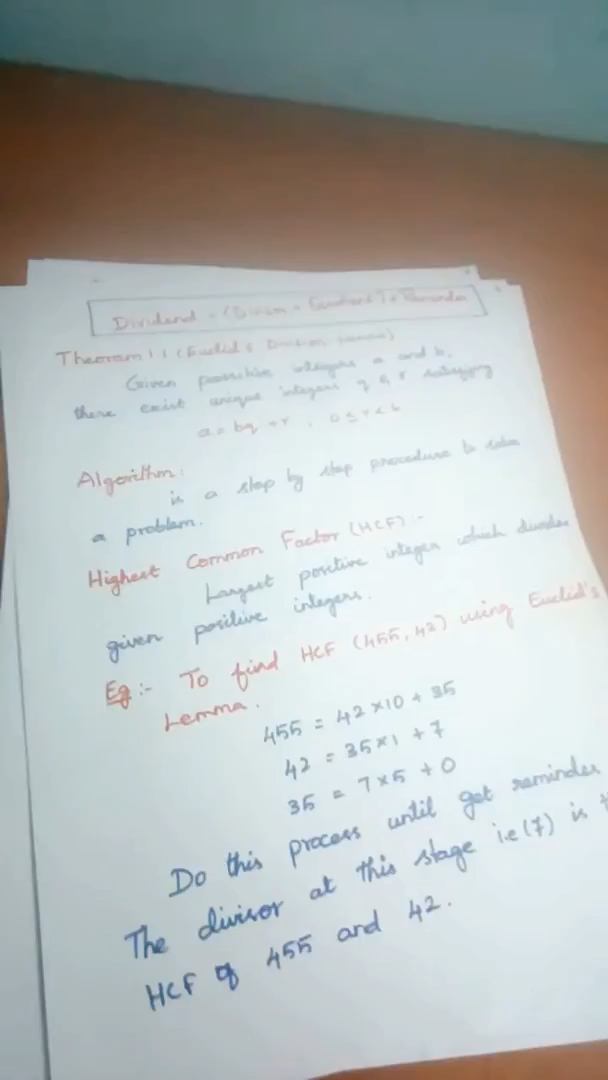 Dividend = (Divisor × Quotient) + Remainder
Theoram 1.1 (Euclid's Division Lemma)
Given possitive integers a and b,
there exist unique integers q & r satisfying
a = bq + r , 0 ≤ r < b
Algorithm:
is a step by step procedure to solve
a problem.
Highest Common Factor (HCF) :-
Largest positive integer which divides
given positive integers.
Eg:- To find HCF (455, 42) using Euclid's
Lemma.
455 = 42 × 10 + 35
42 = 35 × 1 + 7
35 = 7 × 5 + 0
Do this process until get reminder
The divisor at this stage i.e (7) is
HCF of 455 and 42.